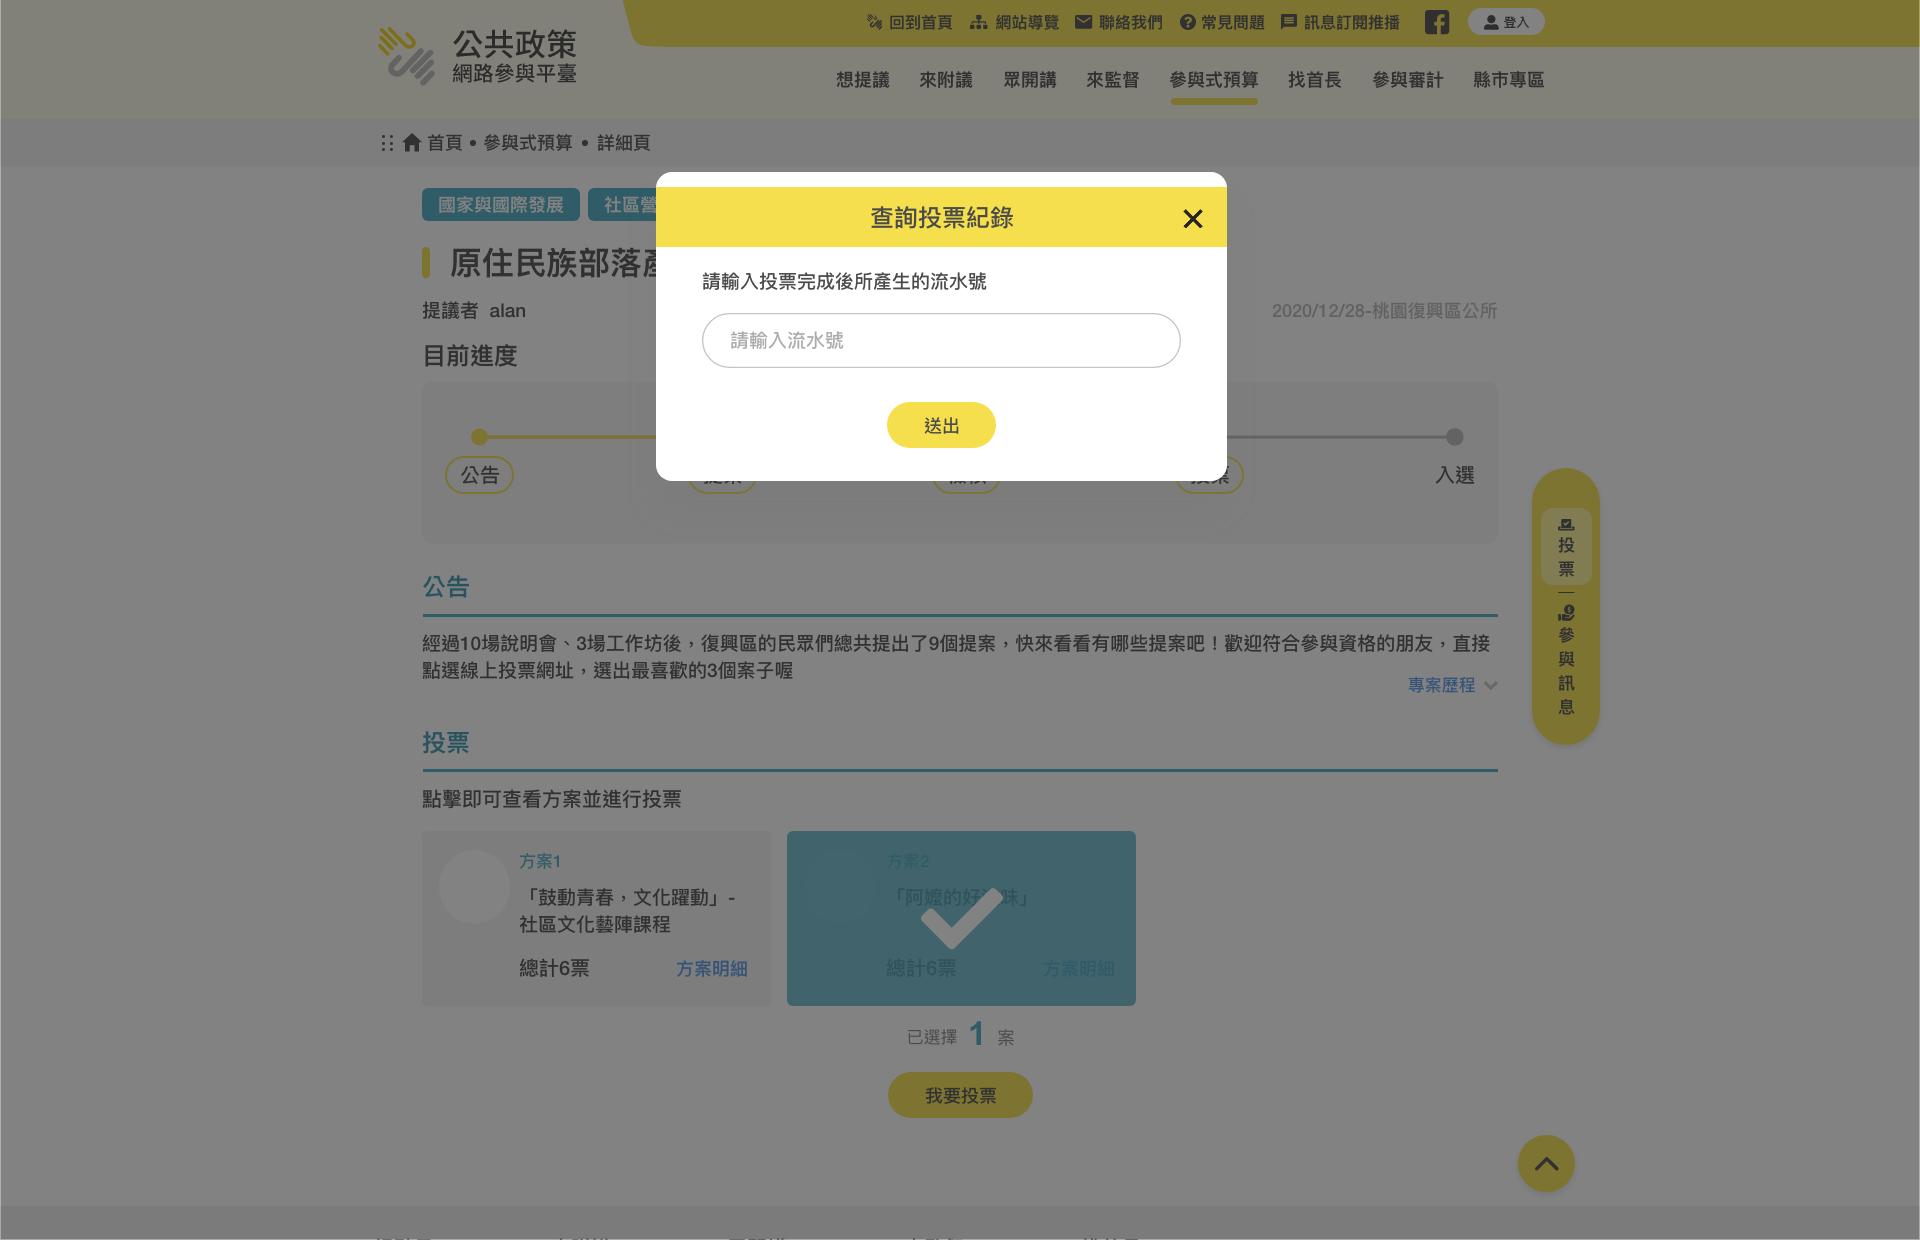 公共政策
網路參與平臺
回到首頁 網站導覽 聯絡我們 常見問題 訊息訂閱推播 登入
想提議 來附議 眾開講 來監督 參與式預算 找首長 參與審計 縣市專區
首頁 • 參與式預算 • 詳細頁
國家與國際發展 社區營
原住民族部落產
提議者 alan
2020/12/28-桃園復興區公所
目前進度
查詢投票紀錄
請輸入投票完成後所產生的流水號
請輸入流水號
送出
公告 投票 入選
投票
參與訊息
公告
經過10場說明會、3場工作坊後，復興區的民眾們總共提出了9個提案，快來看看有哪些提案吧！歡迎符合參與資格的朋友，直接
點選線上投票網址，選出最喜歡的3個案子喔
專案歷程
投票
點擊即可查看方案並進行投票
方案1
「鼓動青春，文化躍動」-
社區文化藝陣課程
總計6票 方案明細
方案2
「阿嬤的好滋味」
總計6票 方案明細
已選擇 1 案
我要投票